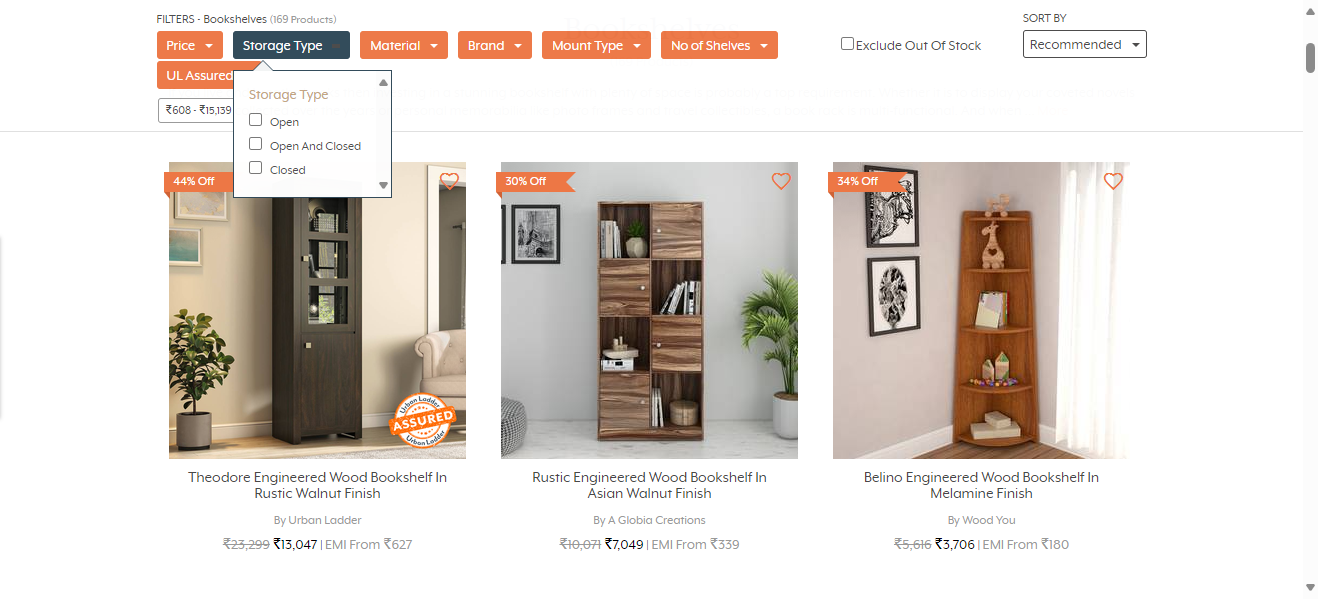 FILTERS - Bookshelves (169 Products)
SORT BY
Price
Storage Type
Material
Brand
Mount Type
No of Shelves
Exclude Out Of Stock
Recommended
UL Assured
₹608 - ₹15,139
Storage Type
Open
Open And Closed
Closed
44% Off
30% Off
34% Off
Urban Ladder
ASSURED
Urban Ladder
Theodore Engineered Wood Bookshelf In
Rustic Walnut Finish
By Urban Ladder
₹23,299 ₹13,047 | EMI From ₹627
Rustic Engineered Wood Bookshelf In
Asian Walnut Finish
By A Globia Creations
₹10,071 ₹7,049 | EMI From ₹339
Belino Engineered Wood Bookshelf In
Melamine Finish
By Wood You
₹5,616 ₹3,706 | EMI From ₹180